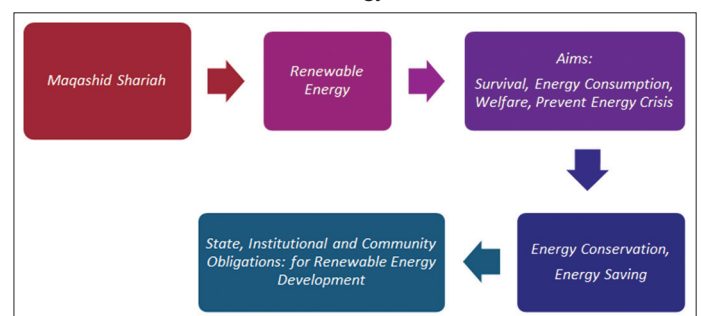 Maqashid Shariah
Renewable
Energy
Aims:
Survival, Energy Consumption,
Welfare, Prevent Energy Crisis
Energy Conservation,
Energy Saving
State, Institutional and Community
Obligations: for Renewable Energy
Development